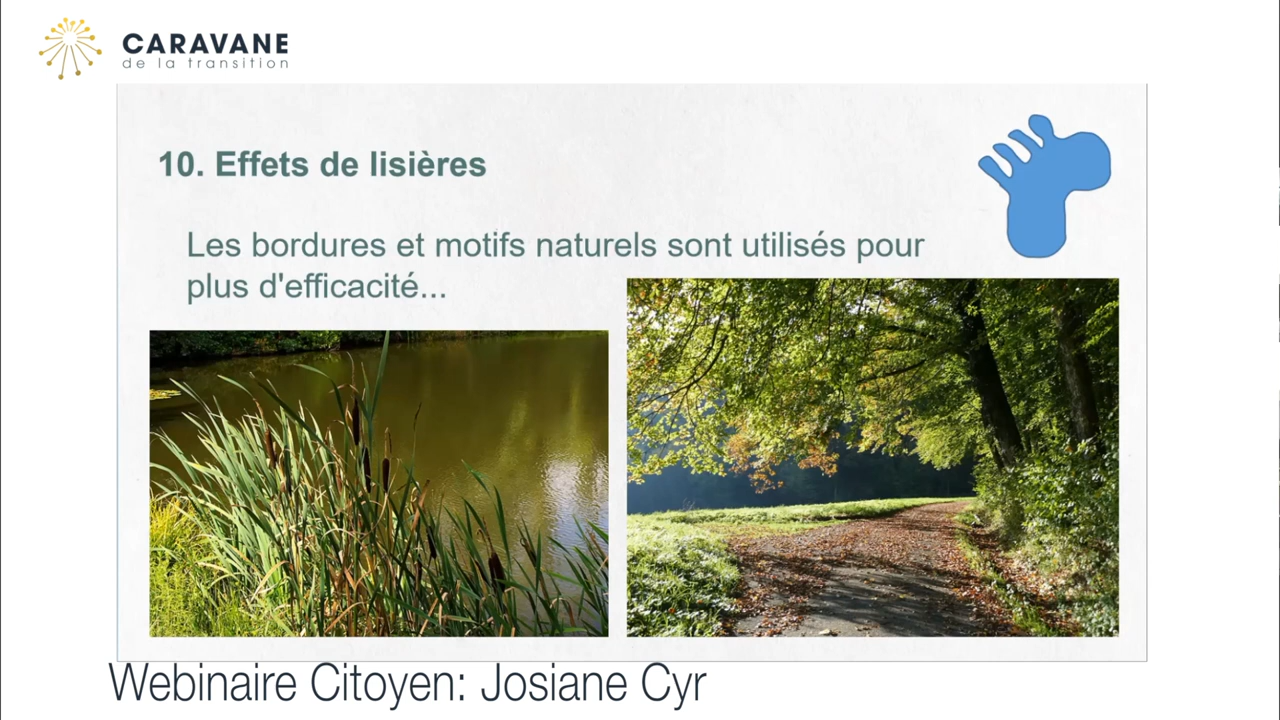 CARAVANE
de la transition
10. Effets de lisières
Les bordures et motifs naturels sont utilisés pour
plus d'efficacité...
Webinaire Citoyen: Josiane Cyr